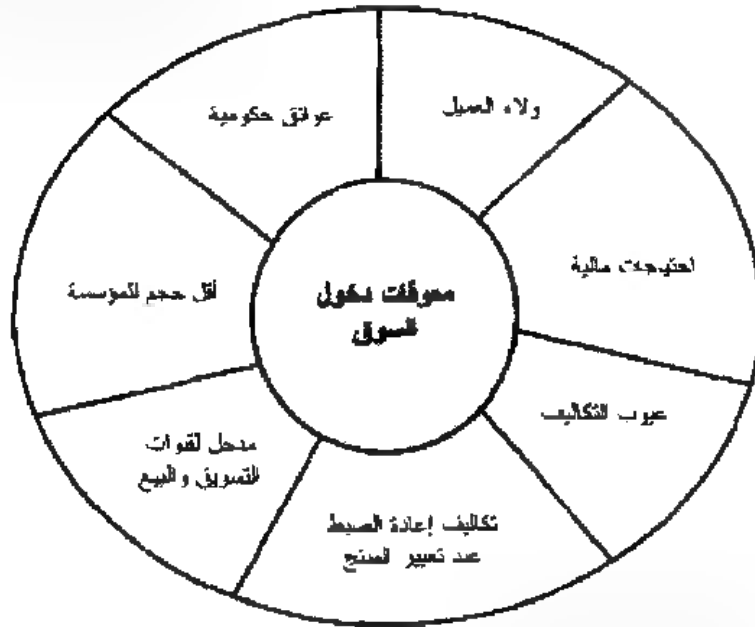 ولاء العميل
عوائق حكومية
احتياجات مالية
أقل حجم للمؤسسة
معوقات دخول
السوق
عيوب التكاليف
مدخل لقنوات
التسويق والبيع
تكاليف إعادة الضبط
عند تغيير المنتج